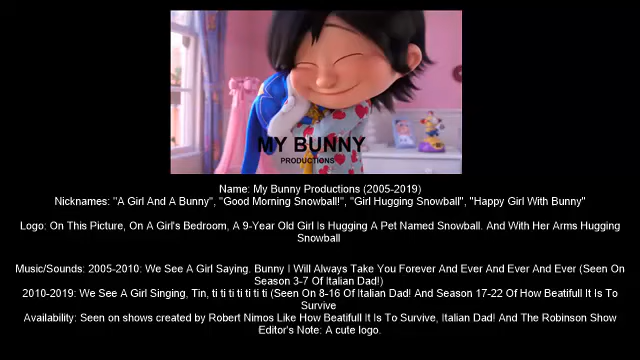 MY BUNNY
PRODUCTIONS
Name: My Bunny Productions (2005-2019)
Nicknames: "A Girl And A Bunny", "Good Morning Snowball!", "Girl Hugging Snowball", "Happy Girl With Bunny"
Logo: On This Picture, On A Girl's Bedroom, A 9-Year Old Girl Is Hugging A Pet Named Snowball. And With Her Arms Hugging
Snowball
Music/Sounds: 2005-2010: We See A Girl Saying. Bunny I Will Always Take You Forever And Ever And Ever And Ever (Seen On
Season 3-7 Of Italian Dad!)
2010-2019: We See A Girl Singing, Tin, ti ti ti ti ti ti ti (Seen On 8-16 Of Italian Dad! And Season 17-22 Of How Beatifull It Is To
Survive
Availability: Seen on shows created by Robert Nimos Like How Beatifull It Is To Survive, Italian Dad! And The Robinson Show
Editor's Note: A cute logo.